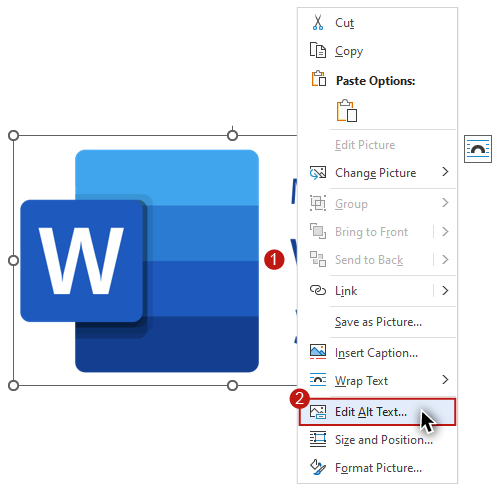 Cut
Copy
Paste Options:
Edit Picture
Change Picture
Group
Bring to Front
Send to Back
Link
Save as Picture...
Insert Caption...
Wrap Text
Edit Alt Text...
Size and Position...
Format Picture...
W
1
2